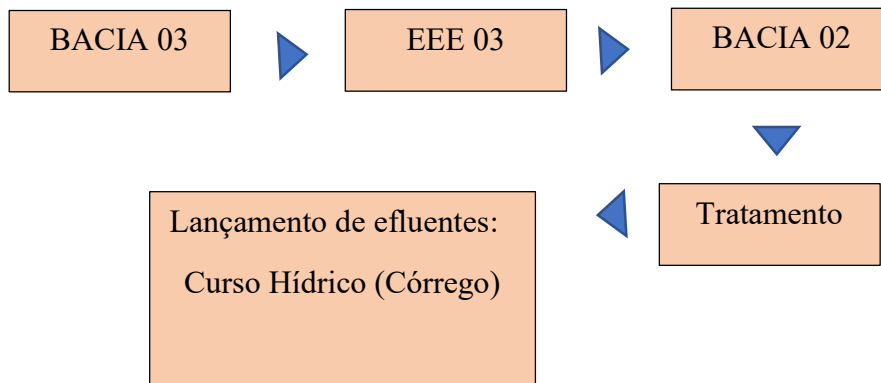 BACIA 03
EEE 03
BACIA 02
Tratamento
Lançamento de efluentes:
Curso Hídrico (Córrego)